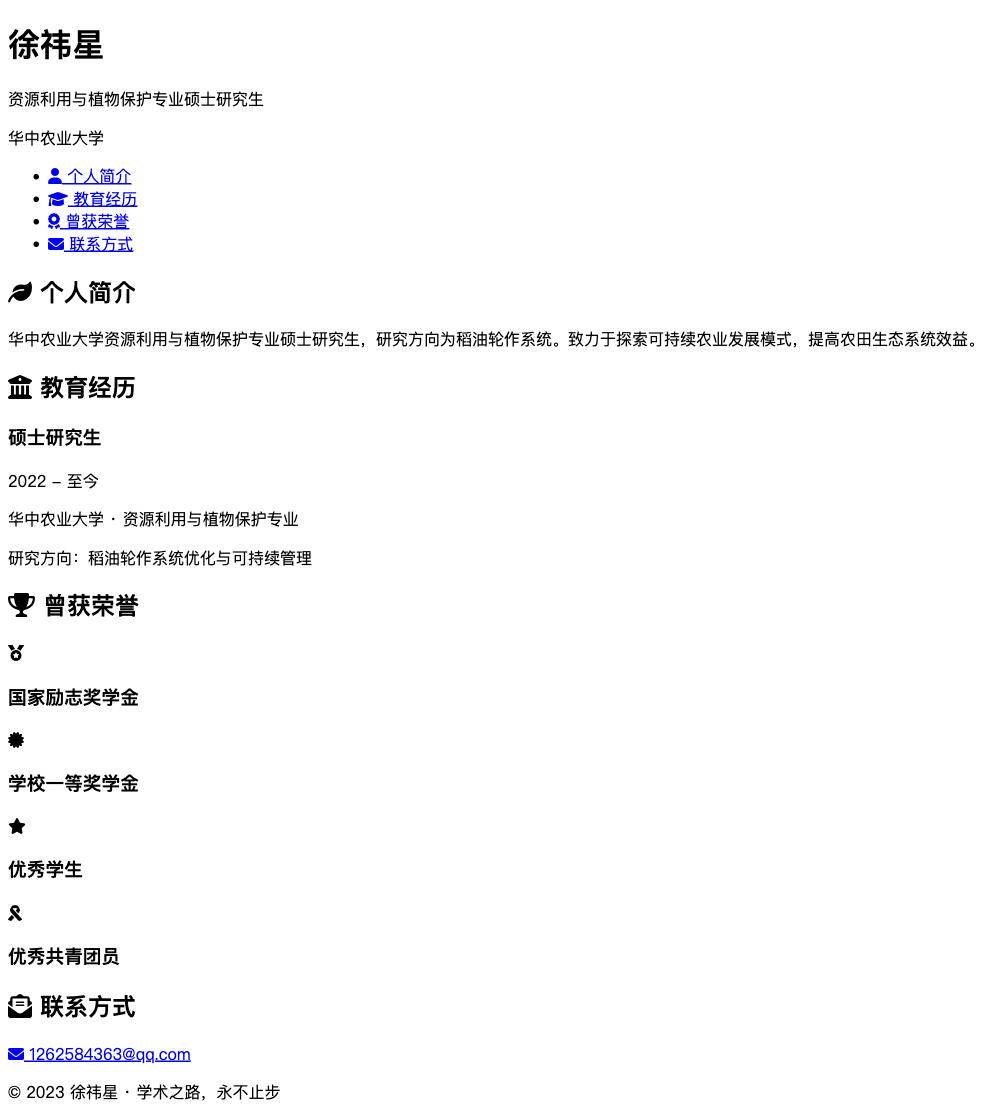 徐祎星
资源利用与植物保护专业硕士研究生
华中农业大学
个人简介
教育经历
曾获荣誉
联系方式
个人简介
华中农业大学资源利用与植物保护专业硕士研究生，研究方向为稻油轮作系统。致力于探索可持续农业发展模式，提高农田生态系统效益。
教育经历
硕士研究生
2022 – 至今
华中农业大学 · 资源利用与植物保护专业
研究方向：稻油轮作系统优化与可持续管理
曾获荣誉
国家励志奖学金
学校一等奖学金
优秀学生
优秀共青团员
联系方式
1262584363@qq.com
© 2023 徐祎星 · 学术之路，永不止步